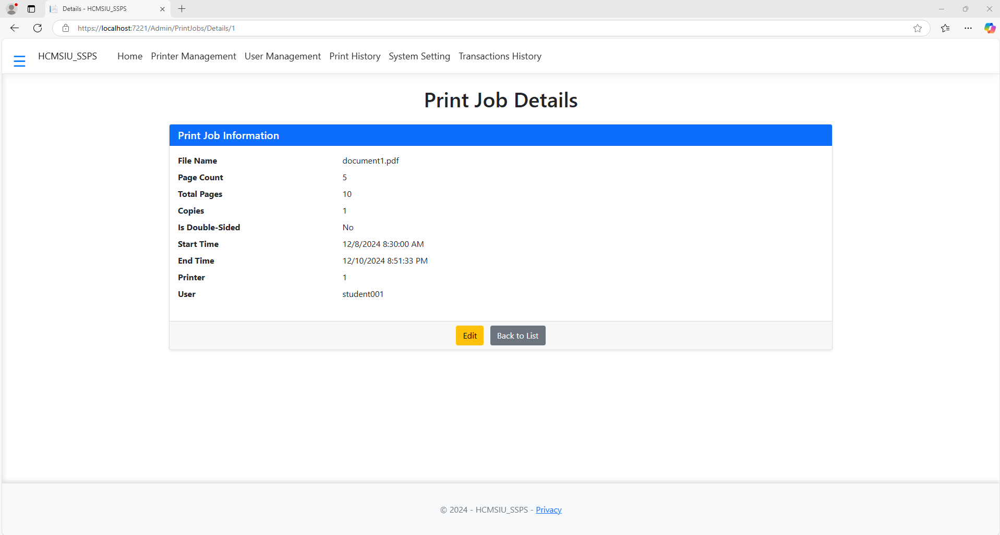 Details - HCMSIU_SSPS
https://localhost:7221/Admin/PrintJobs/Details/1
HCMSIU_SSPS Home Printer Management User Management Print History System Setting Transactions History
Print Job Details
Print Job Information
File Name document1.pdf
Page Count 5
Total Pages 10
Copies 1
Is Double-Sided No
Start Time 12/8/2024 8:30:00 AM
End Time 12/10/2024 8:51:33 PM
Printer 1
User student001
Edit Back to List
© 2024 - HCMSIU_SSPS - Privacy